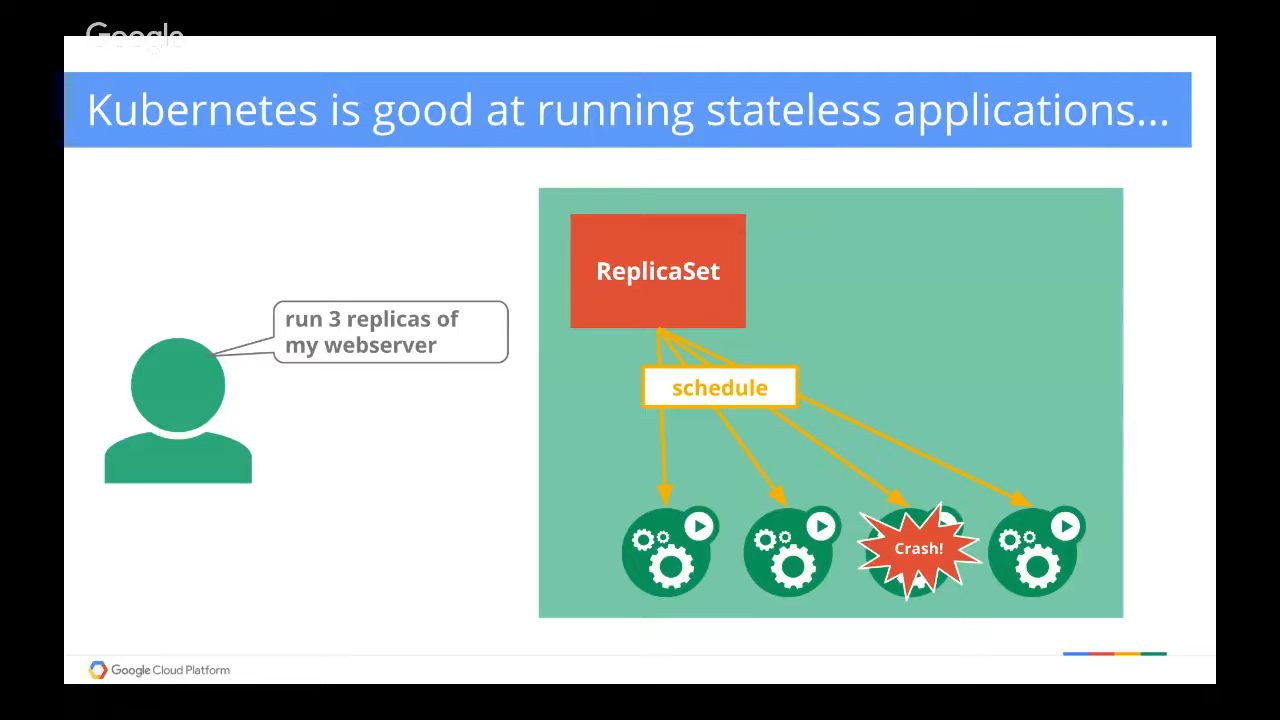 Google
Kubernetes is good at running stateless applications...
ReplicaSet
run 3 replicas of
my webserver
schedule
Crash!
Google Cloud Platform